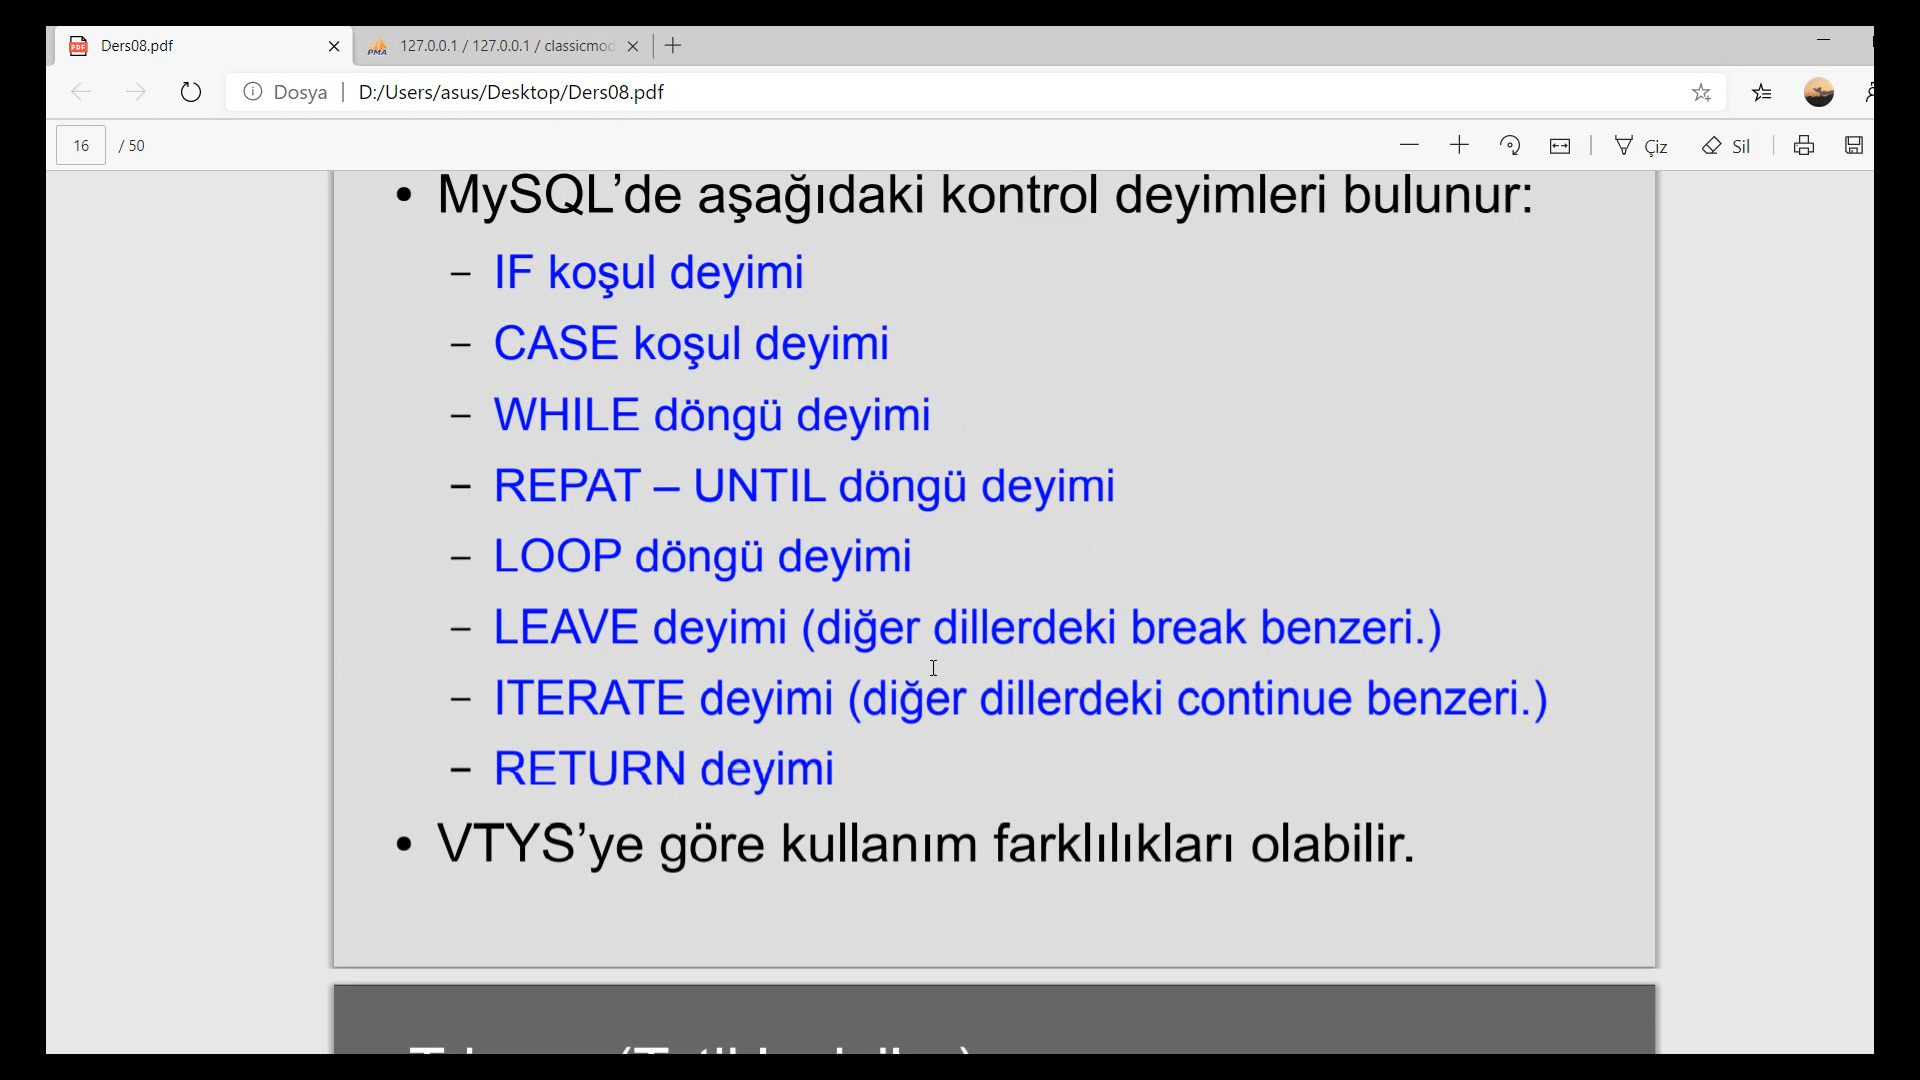 Ders08.pdf
127.0.0.1 / 127.0.0.1 / classicmod
Dosya | D:/Users/asus/Desktop/Ders08.pdf
16 / 50
Çiz
Sil
• MySQL’de aşağıdaki kontrol deyimleri bulunur:
– IF koşul deyimi
– CASE koşul deyimi
– WHILE döngü deyimi
– REPAT – UNTIL döngü deyimi
– LOOP döngü deyimi
– LEAVE deyimi (diğer dillerdeki break benzeri.)
– ITERATE deyimi (diğer dillerdeki continue benzeri.)
– RETURN deyimi
• VTYS’ye göre kullanım farklılıkları olabilir.